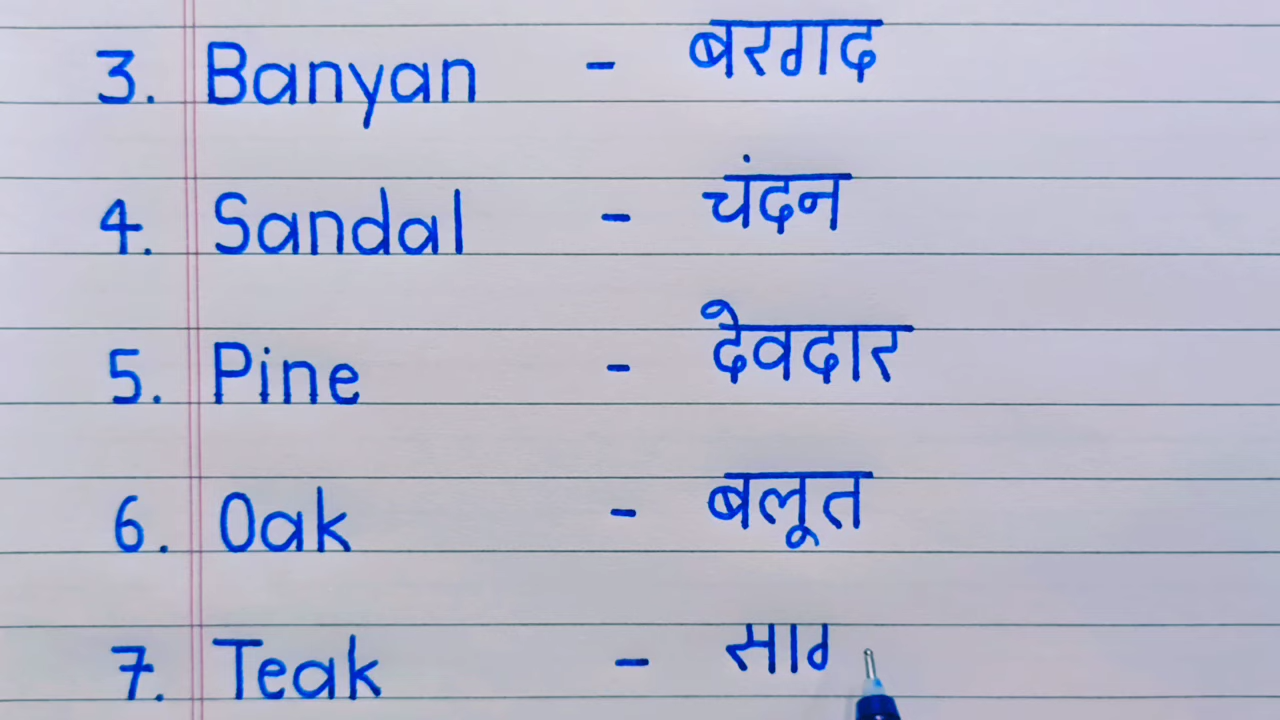 3. Banyan - बरगद
4. Sandal - चंदन
5. Pine - देवदार
6. Oak - बलूत
7. Teak - साग